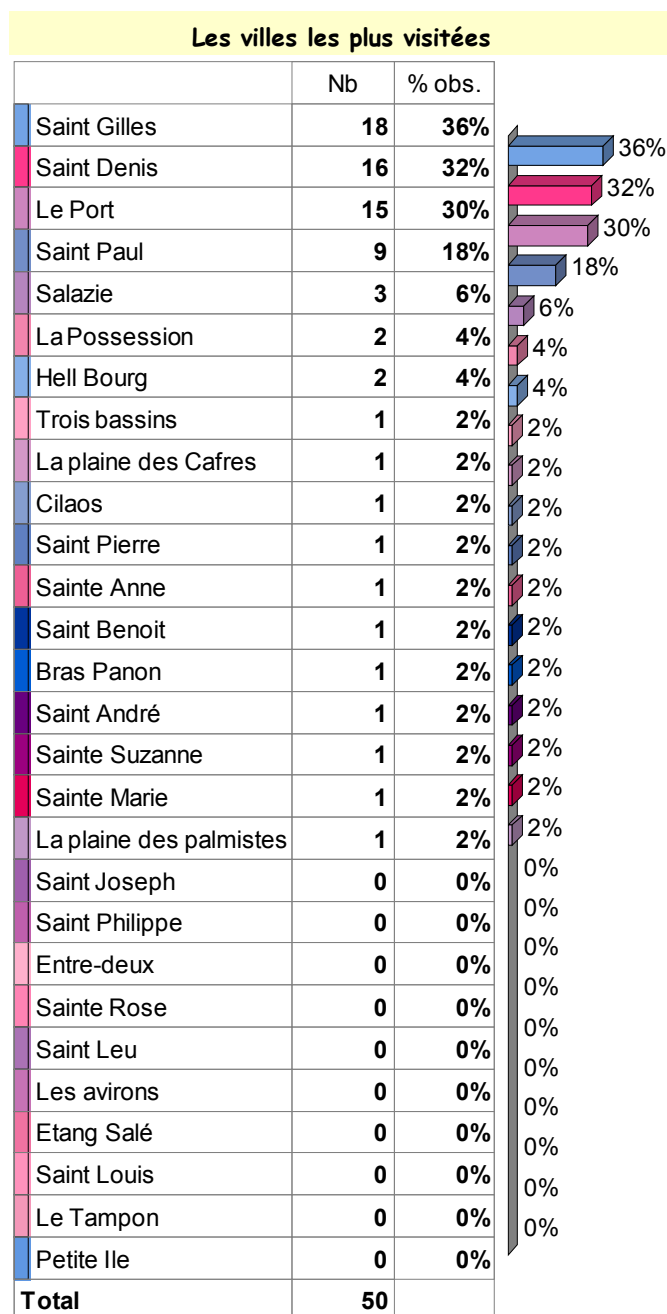 Les villes les plus visitées
Nb % obs.
Saint Gilles 18 36% 36%
Saint Denis 16 32% 32%
Le Port 15 30% 30%
Saint Paul 9 18% 18%
Salazie 3 6% 6%
La Possession 2 4% 4%
Hell Bourg 2 4% 4%
Trois bassins 1 2% 2%
La plaine des Cafres 1 2% 2%
Cilaos 1 2% 2%
Saint Pierre 1 2% 2%
Sainte Anne 1 2% 2%
Saint Benoit 1 2% 2%
Bras Panon 1 2% 2%
Saint André 1 2% 2%
Sainte Suzanne 1 2% 2%
Sainte Marie 1 2% 2%
La plaine des palmistes 1 2% 2%
Saint Joseph 0 0% 0%
Saint Philippe 0 0% 0%
Entre-deux 0 0% 0%
Sainte Rose 0 0% 0%
Saint Leu 0 0% 0%
Les avirons 0 0% 0%
Etang Salé 0 0% 0%
Saint Louis 0 0% 0%
Le Tampon 0 0% 0%
Petite Ile 0 0% 0%
Total 50